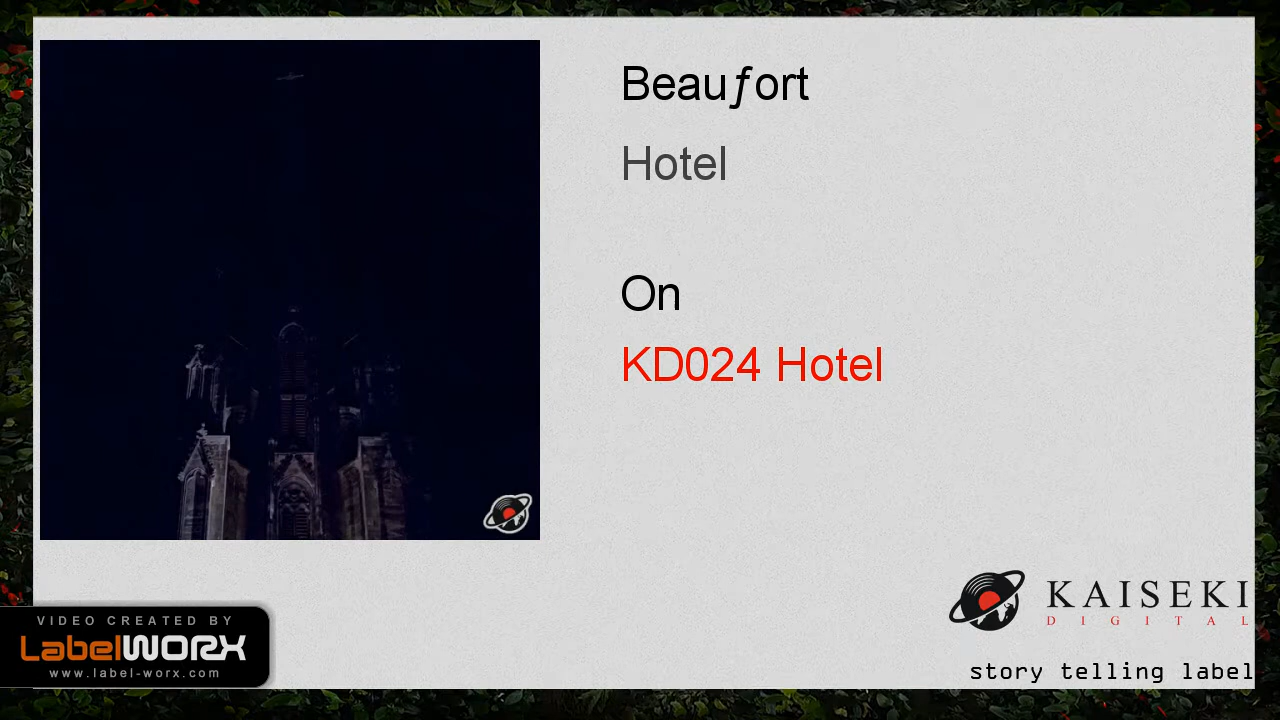 Beauƒort
Hotel
On
KD024 Hotel
KAISEKI
DIGITAL
story telling label
VIDEO CREATED BY
LabelWORX
www.label-worx.com